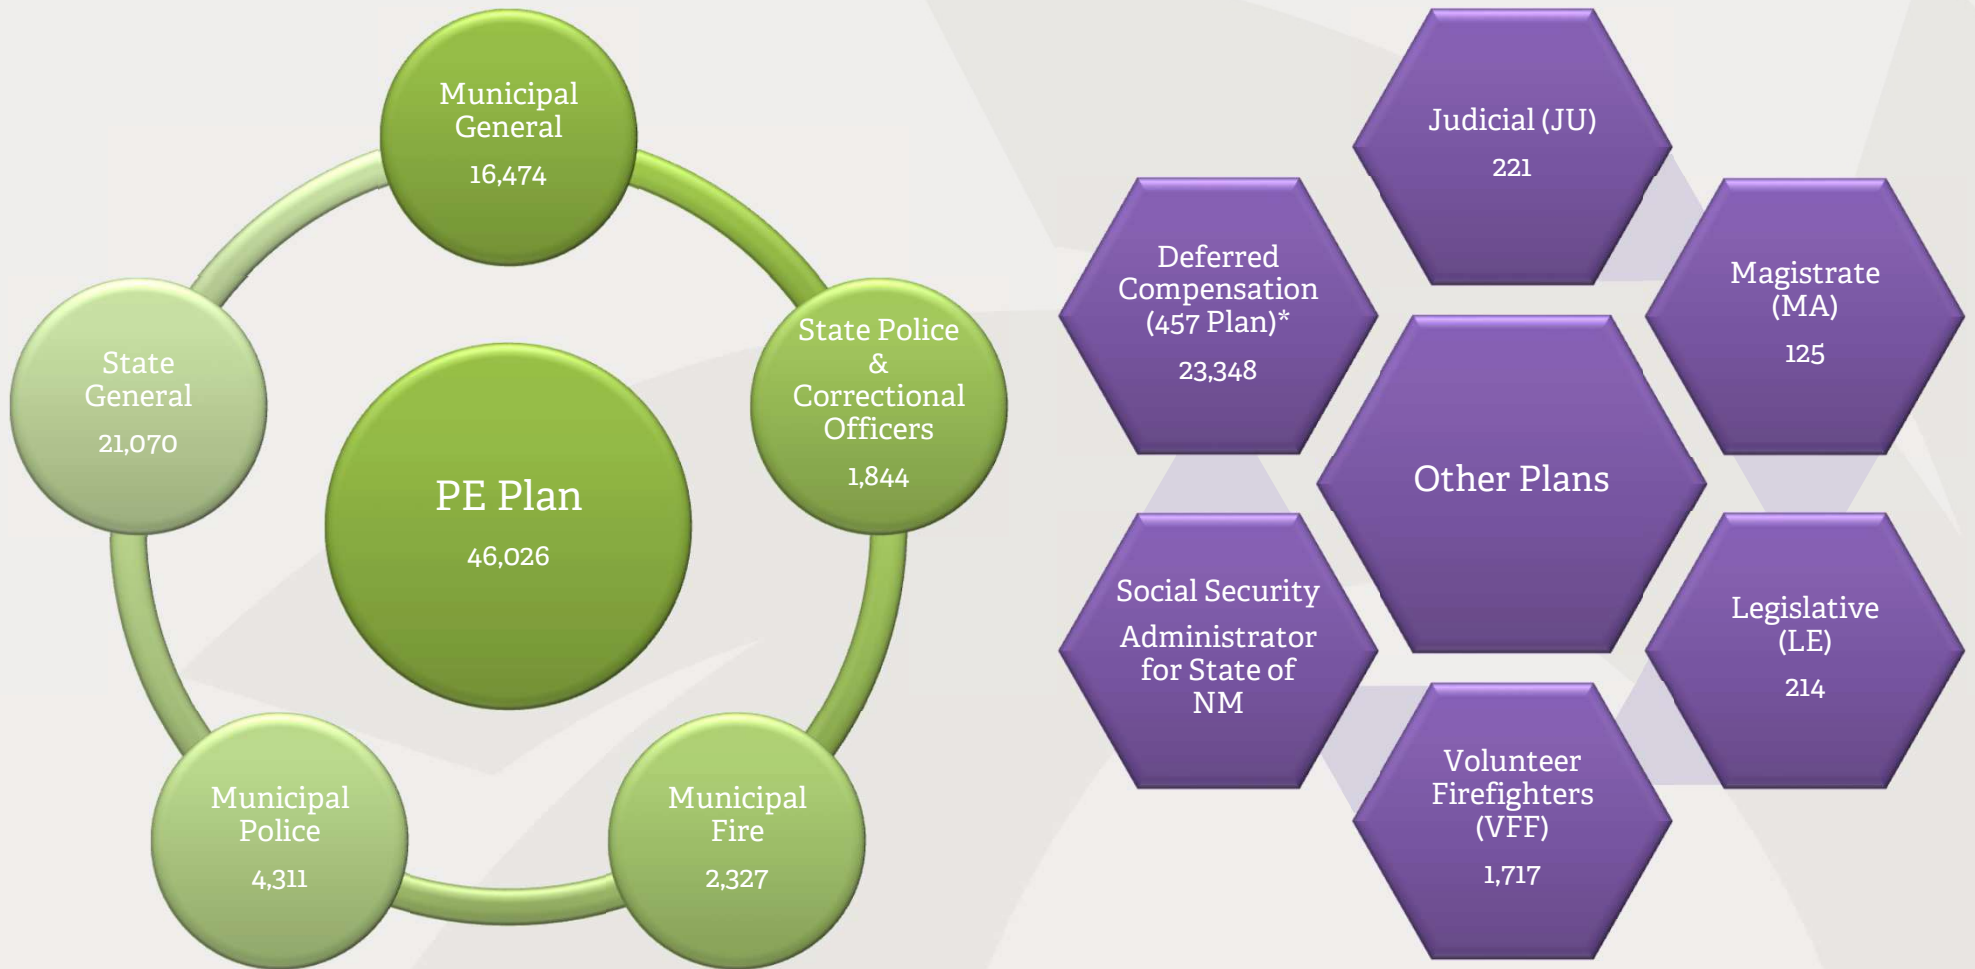 Municipal
General
16,474
State Police
&
Correctional
Officers
1,844
Municipal
Fire
2,327
Municipal
Police
4,311
State
General
21,070
PE Plan
46,026
Judicial (JU)
221
Magistrate
(MA)
125
Legislative
(LE)
214
Volunteer
Firefighters
(VFF)
1,717
Social Security
Administrator
for State of
NM
Deferred
Compensation
(457 Plan)*
23,348
Other Plans